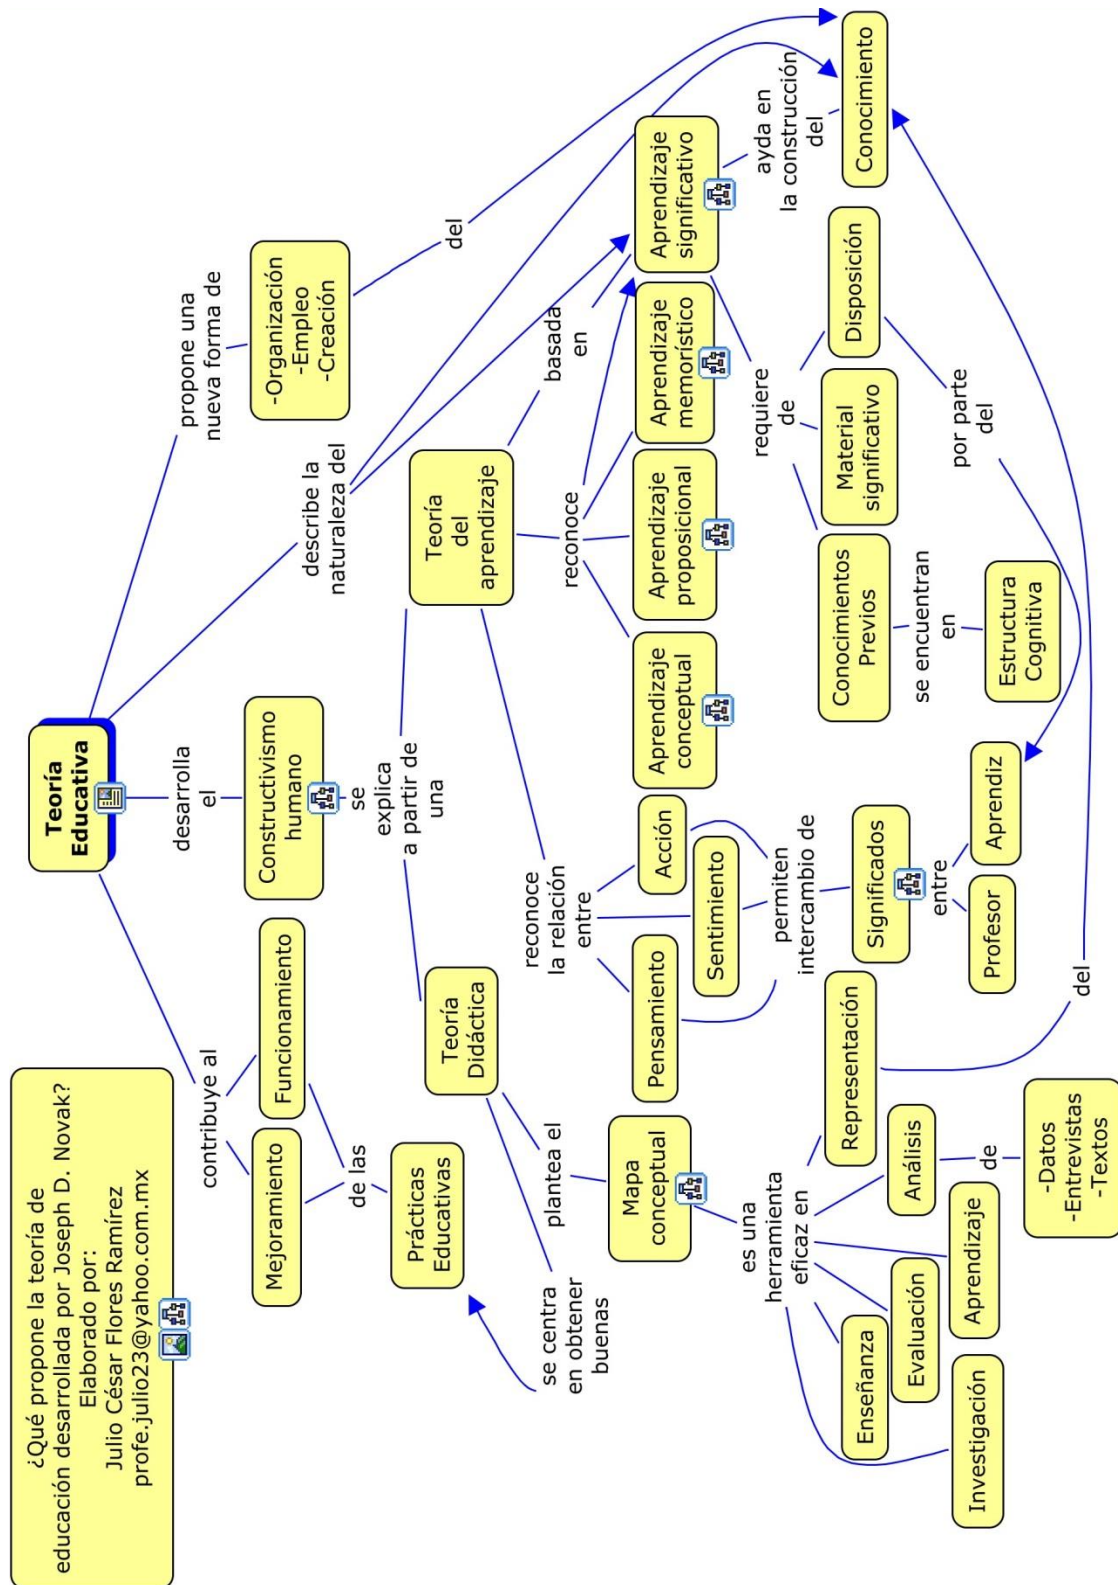 ¿Qué propone la teoría de
educación desarrollada por Joseph D. Novak?
Elaborado por:
Julio César Flores Ramírez
profe.julio23@yahoo.com.mx
Teoría
Educativa
contribuye al
Mejoramiento
Funcionamiento
de las
Prácticas
Educativas
desarrolla
el
Constructivismo
humano
se
explica
a partir de
una
propone una
nueva forma de
-Organización
-Empleo
-Creación
del
describe la
naturaleza del
Teoría
Didáctica
Teoría
del
aprendizaje
se centra
en obtener
buenas
plantea el
Mapa
conceptual
reconoce
la relación
entre
Pensamiento
Sentimiento
Acción
permiten
intercambio de
Significados
entre
Profesor
Aprendiz
reconoce
basada
en
Aprendizaje
conceptual
Aprendizaje
proposicional
Aprendizaje
memorístico
Aprendizaje
significativo
ayda en
la construcción
del
Conocimiento
requiere
de
Conocimientos
Previos
Material
significativo
Disposición
se encuentran
en
Estructura
Cognitiva
por parte
del
es una
herramienta
eficaz en
Investigación
Enseñanza
Evaluación
Aprendizaje
Análisis
Representación
de
-Datos
-Entrevistas
-Textos
del